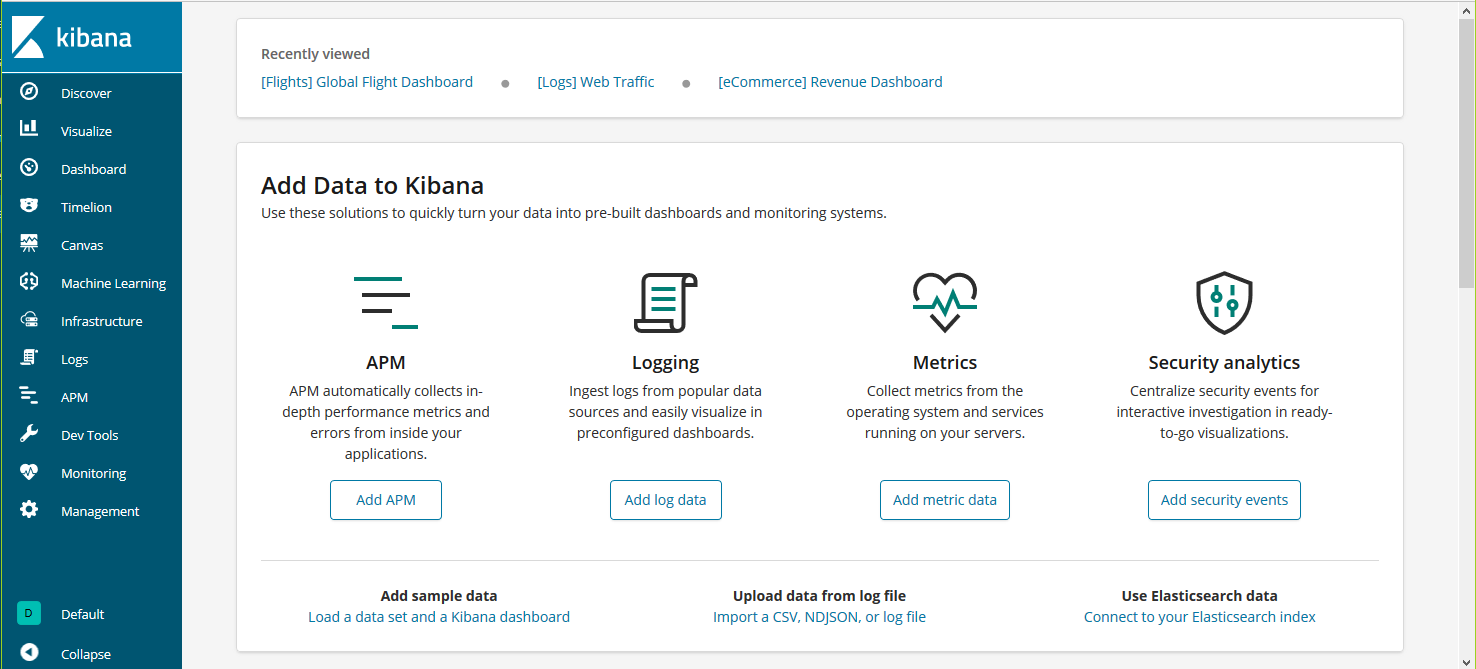 kibana
Discover
Visualize
Dashboard
Timelion
Canvas
Machine Learning
Infrastructure
Logs
APM
Dev Tools
Monitoring
Management
D Default
Collapse
Recently viewed
[Flights] Global Flight Dashboard
[Logs] Web Traffic
[eCommerce] Revenue Dashboard
Add Data to Kibana
Use these solutions to quickly turn your data into pre-built dashboards and monitoring systems.
APM
APM automatically collects in-
depth performance metrics and
errors from inside your
applications.
Add APM
Logging
Ingest logs from popular data
sources and easily visualize in
preconfigured dashboards.
Add log data
Metrics
Collect metrics from the
operating system and services
running on your servers.
Add metric data
Security analytics
Centralize security events for
interactive investigation in ready-
to-go visualizations.
Add security events
Add sample data
Load a data set and a Kibana dashboard
Upload data from log file
Import a CSV, NDJSON, or log file
Use Elasticsearch data
Connect to your Elasticsearch index